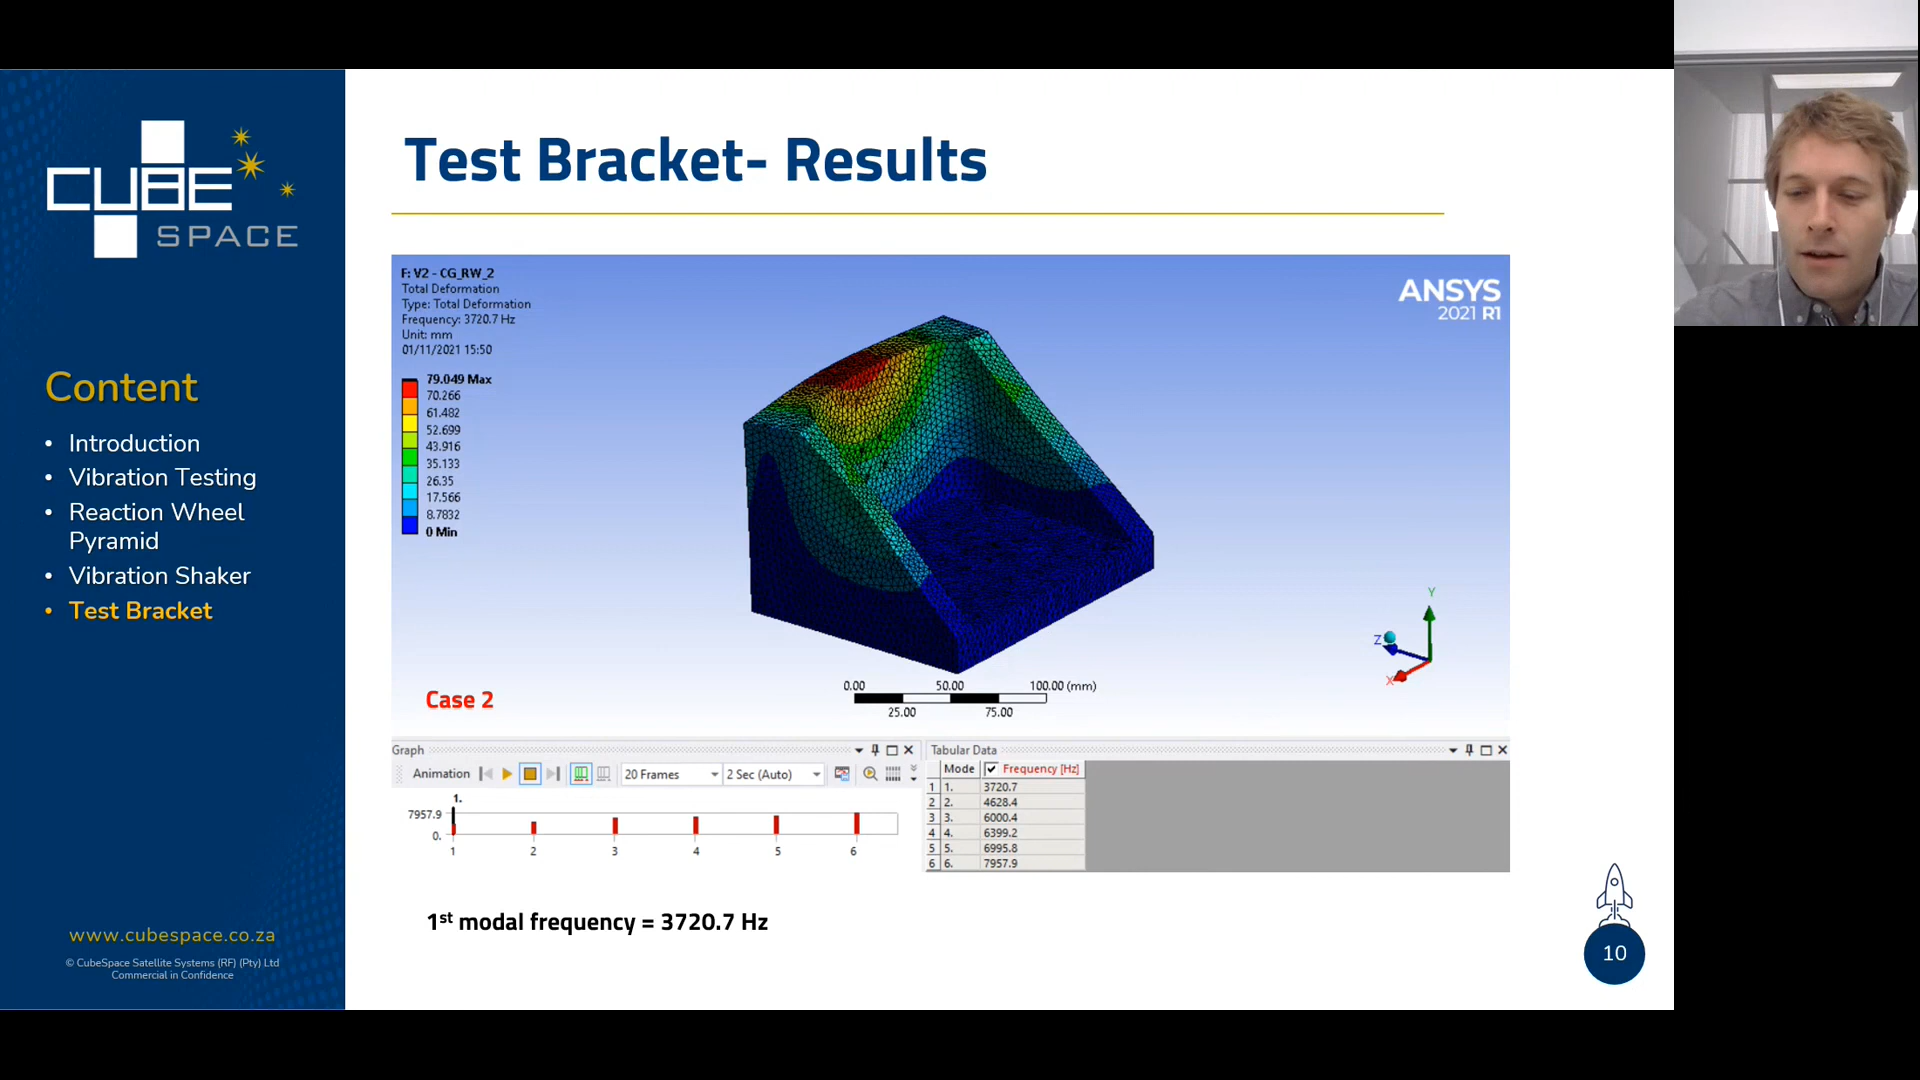 CUBE
SPACE
Content
• Introduction
• Vibration Testing
• Reaction Wheel
Pyramid
• Vibration Shaker
• Test Bracket
www.cubespace.co.za
© CubeSpace Satellite Systems (RF) (Pty) Ltd
Commercial in Confidence
Test Bracket- Results
F: V2 - CG_RW_2
Total Deformation
Type: Total Deformation
Frequency: 3720.7 Hz
Unit: mm
01/11/2021 15:50
79.049 Max
70.266
61.482
52.699
43.916
35.133
26.35
17.566
8.7832
0 Min
ANSYS
2021 R1
Y
Z
X
Case 2
0.00 50.00 100.00 (mm)
25.00 75.00
Graph
Animation 20 Frames 2 Sec (Auto)
1.
7957.9
0.
1 2 3 4 5 6
Tabular Data
Mode Frequency [Hz]
1 1. 3720.7
2 2. 4628.4
3 3. 6000.4
4 4. 6399.2
5 5. 6995.8
6 6. 7957.9
1st modal frequency = 3720.7 Hz
10